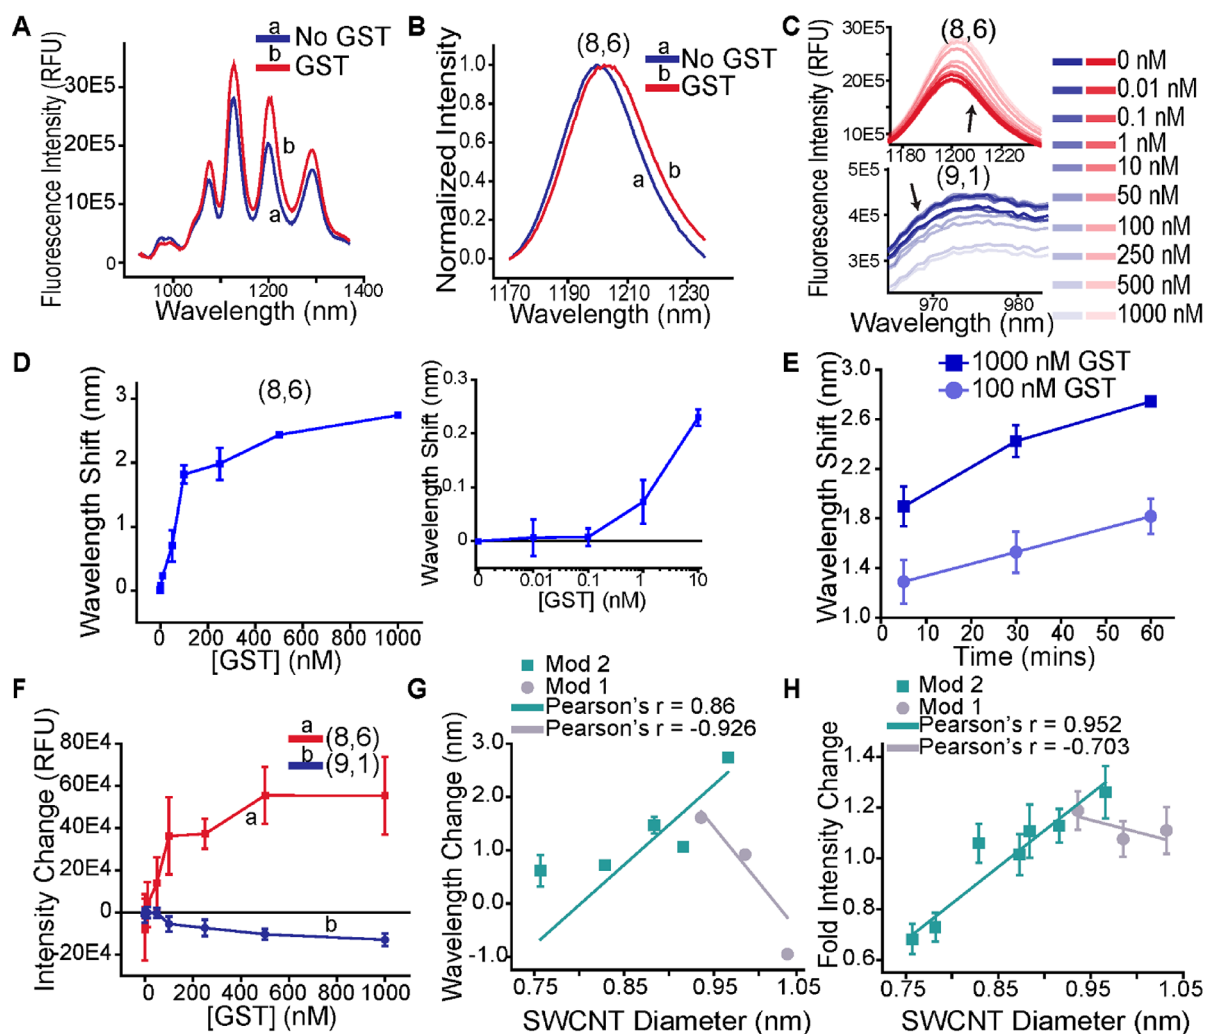 A
a
No GST
b
GST
Fluorescence Intensity (RFU)
30E5
20E5
10E5
0
b
a
1000
1200
1400
Wavelength (nm)
B
(8,6)
a
No GST
b
GST
Normalized Intensity
1.0
0.8
0.6
0.4
0.2
0.0
a
b
1170
1190
1210
1230
Wavelength (nm)
C
Fluorescence Intensity (RFU)
30E5
20E5
10E5
(8,6)
1175
1200
1220
(9,1)
5E5
4E5
3E5
970
980
Wavelength (nm)
0 nM
0.01 nM
0.1 nM
1 nM
10 nM
50 nM
100 nM
250 nM
500 nM
1000 nM
D
Wavelength Shift (nm)
3
2
1
0
(8,6)
0
200
400
600
800
1000
[GST] (nM)
Wavelength Shift (nm)
0.3
0.2
0.1
0
0
0.01
0.1
1
10
[GST] (nM)
E
1000 nM GST
100 nM GST
Wavelength Shift (nm)
3.0
2.6
2.2
1.8
1.4
1.0
0
10
20
30
40
50
60
Time (mins)
F
a
(8,6)
b
(9,1)
Intensity Change (RFU)
80E4
60E4
40E4
20E4
0
-20E4
a
b
0
200
400
600
800
1000
[GST] (nM)
G
Mod 2
Mod 1
Pearson's r = 0.86
Pearson's r = -0.926
Wavelength Change (nm)
3.0
2.0
1.0
0.0
-1.0
0.75
0.85
0.95
1.05
SWCNT Diameter (nm)
H
Mod 2
Mod 1
Pearson's r = 0.952
Pearson's r = -0.703
Fold Intensity Change
1.4
1.2
1.0
0.8
0.6
0.75
0.85
0.95
1.05
SWCNT Diameter (nm)